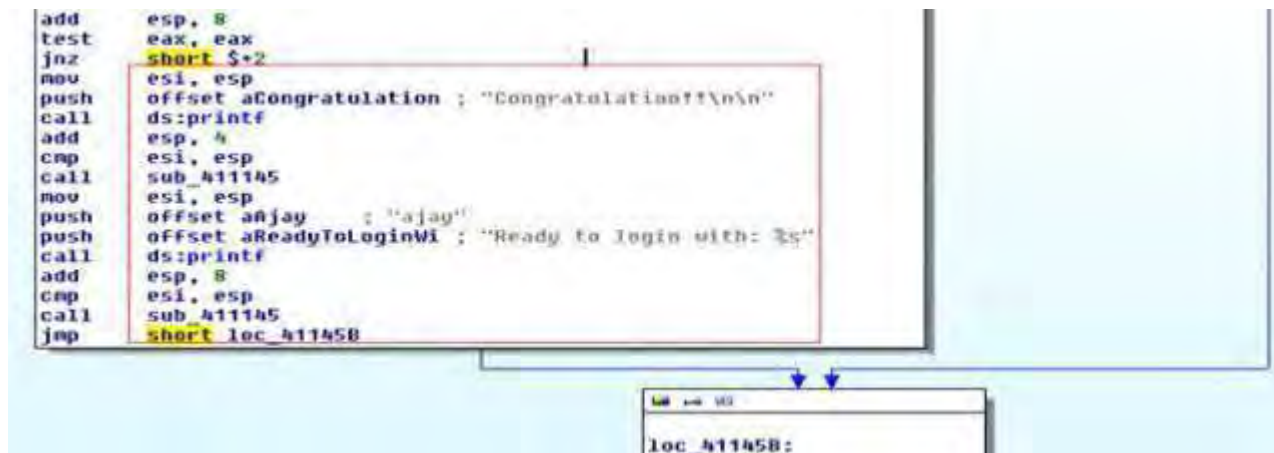 add esp, 8
test eax, eax
jnz short $+2
mov esi, esp
push offset aCongratulation ; "Congratulation!!\n\n"
call ds:printf
add esp, 4
cmp esi, esp
call sub_411145
mov esi, esp
push offset aAjay ; "ajay"
push offset aReadyToLoginWi ; "Ready to login with: %s"
call ds:printf
add esp, 8
cmp esi, esp
call sub_411145
jmp short loc_41145B
loc_41145B: